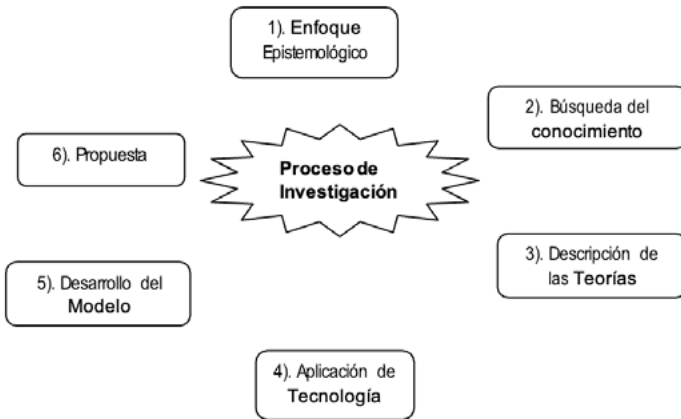 1). Enfoque
Epistemológico
2). Búsqueda del
conocimiento
6). Propuesta
Proceso de
Investigación
3). Descripción de
las Teorías
5). Desarrollo del
Modelo
4). Aplicación de
Tecnología